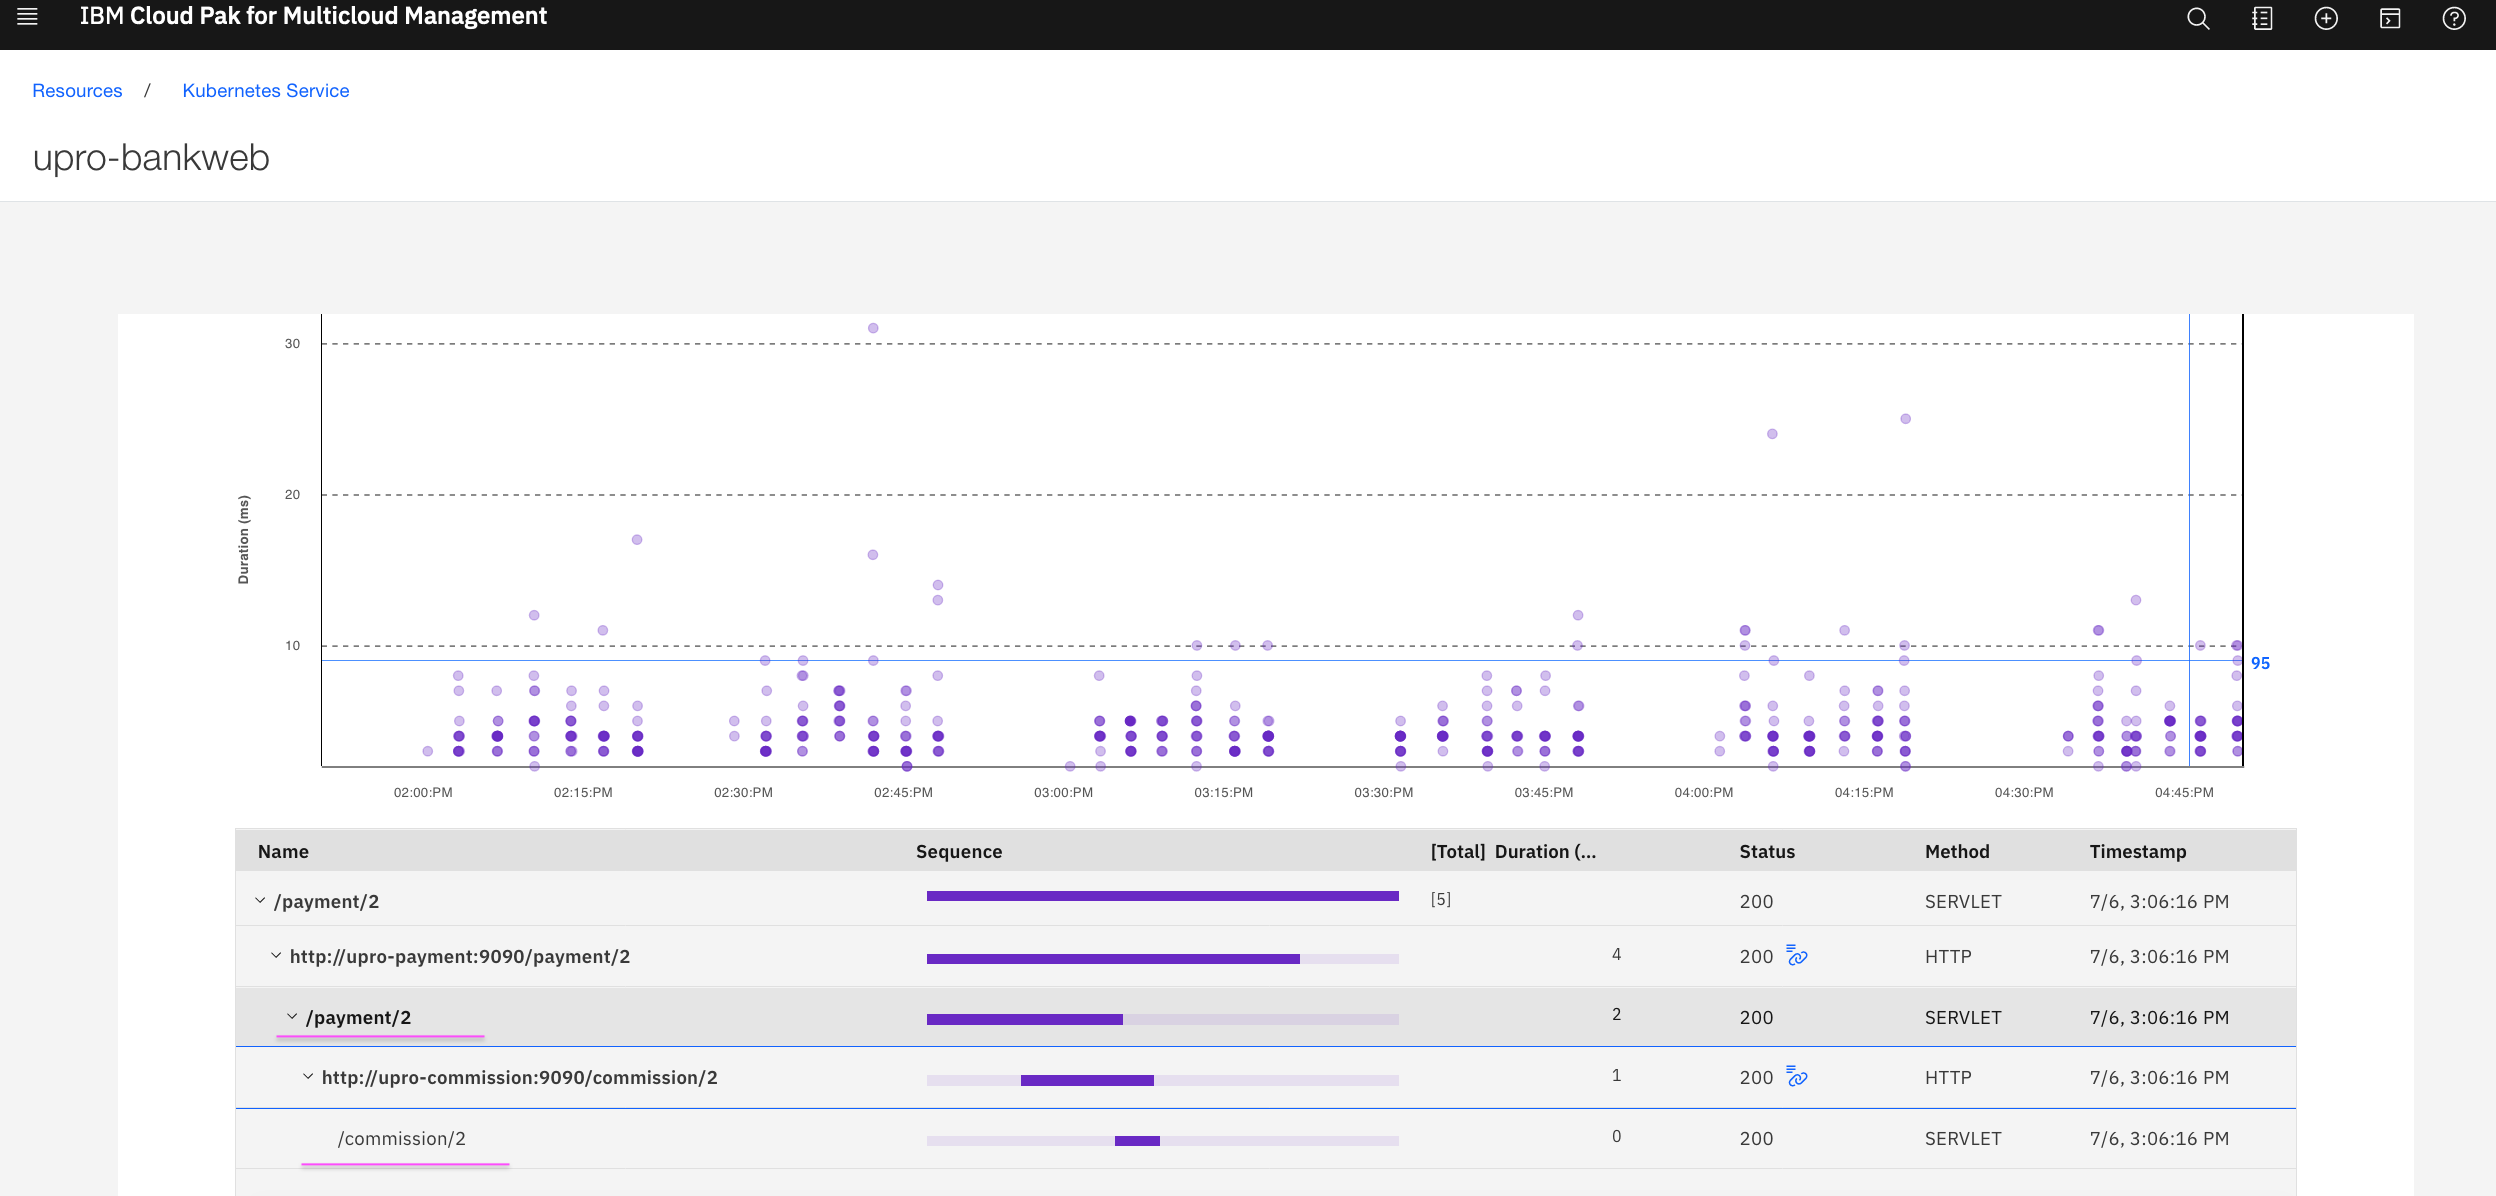 IBM Cloud Pak for Multicloud Management
Resources / Kubernetes Service
upro-bankweb
30
20
10
Duration (ms)
95
02:00:PM 02:15:PM 02:30:PM 02:45:PM 03:00:PM 03:15:PM 03:30:PM 03:45:PM 04:00:PM 04:15:PM 04:30:PM 04:45:PM
Name Sequence [Total] Duration (... Status Method Timestamp
/payment/2 [5] 200 SERVLET 7/6, 3:06:16 PM
http://upro-payment:9090/payment/2 4 200 HTTP 7/6, 3:06:16 PM
/payment/2 2 200 SERVLET 7/6, 3:06:16 PM
http://upro-commission:9090/commission/2 1 200 HTTP 7/6, 3:06:16 PM
/commission/2 0 200 SERVLET 7/6, 3:06:16 PM